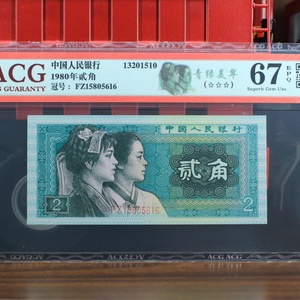 ACG
GUARANTY
中国人民银行
1980年贰角
冠号：FZ15805616
13201510
青绿美翠
(☆☆☆)
67 EPQ
Superb Gem Unc
中国人民银行
贰角
FZ15805616
2 2
ACG ACG